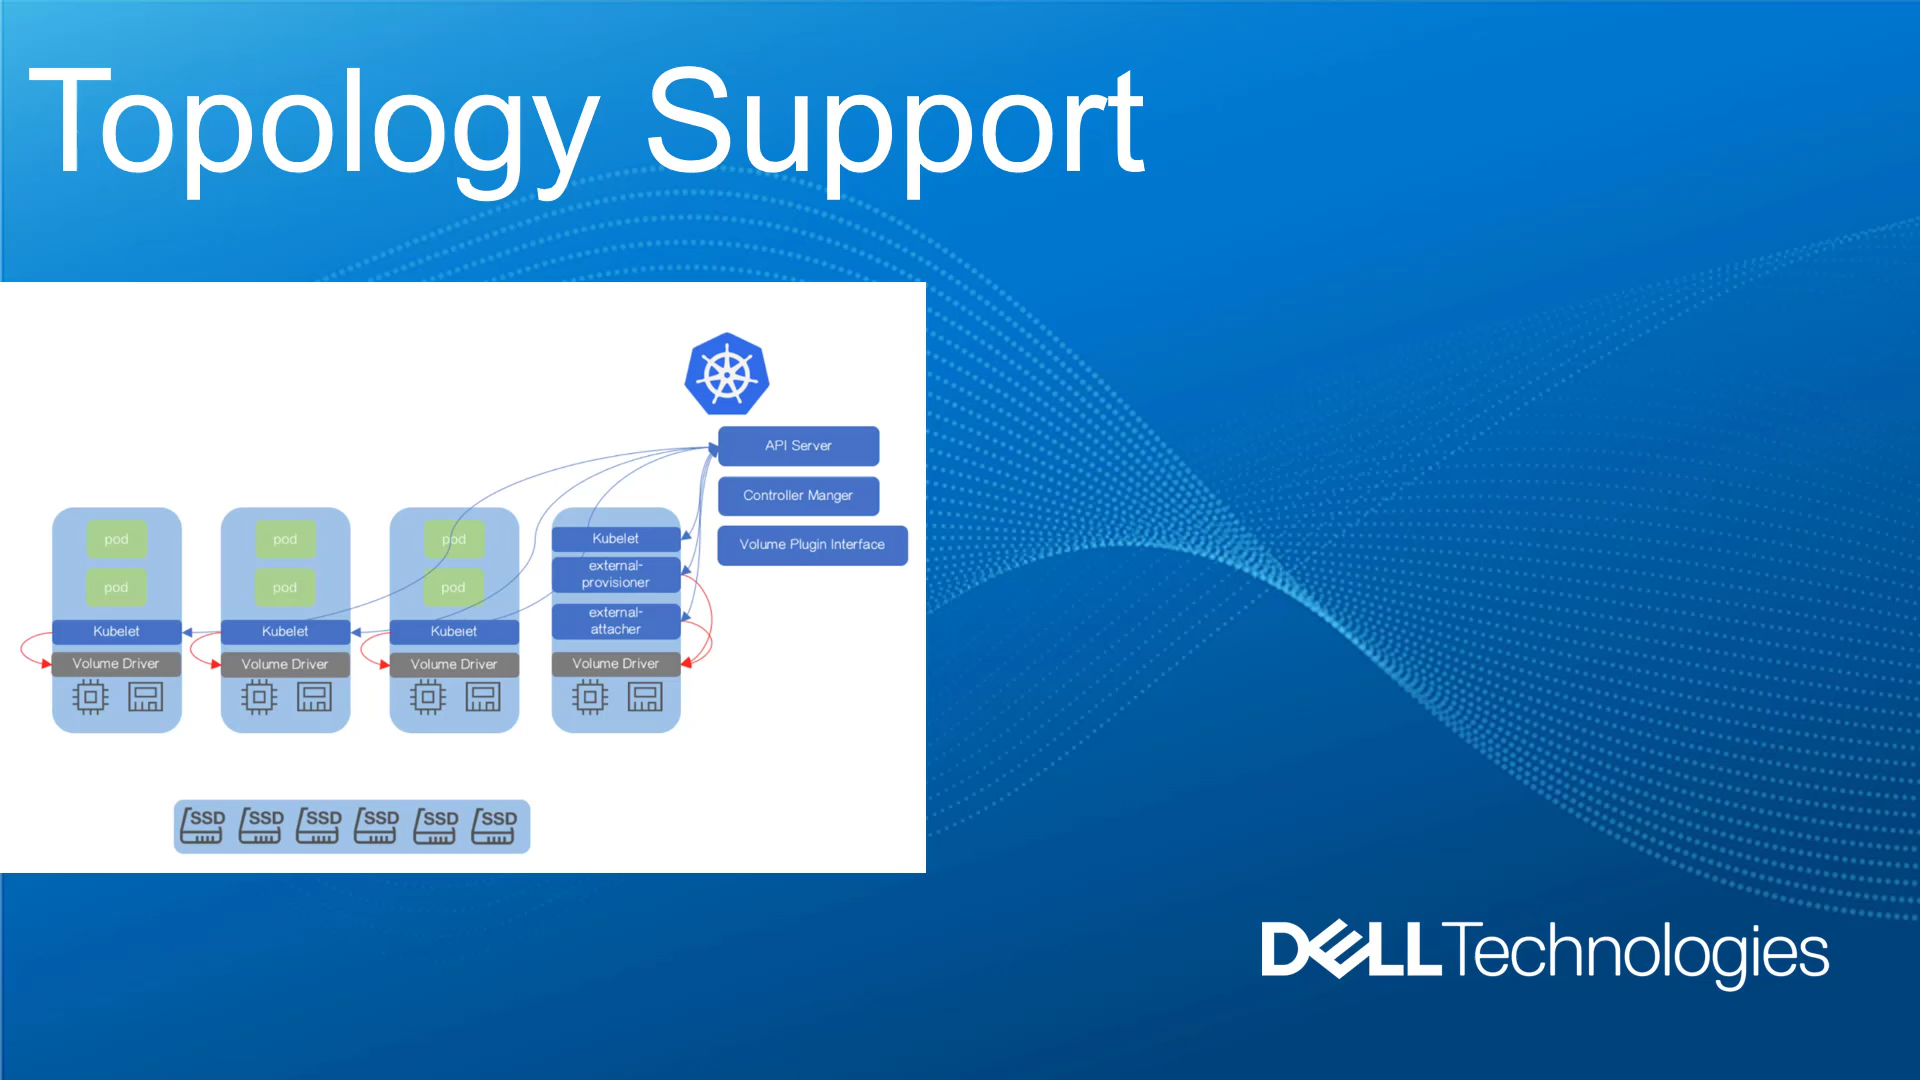 Topology Support
API Server
Controller Manger
Volume Plugin Interface
pod
pod
Kubelet
Volume Driver
pod
pod
Kubelet
Volume Driver
pod
pod
Kubelet
Volume Driver
Kubelet
external-
provisioner
external-
attacher
Volume Driver
SSD SSD SSD SSD SSD SSD
DELL Technologies